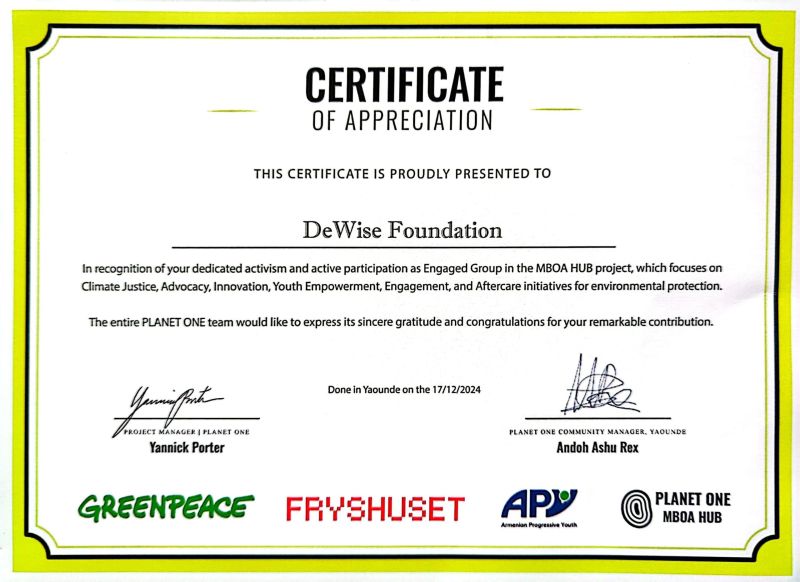 CERTIFICATE
OF APPRECIATION
THIS CERTIFICATE IS PROUDLY PRESENTED TO
DeWise Foundation
In recognition of your dedicated activism and active participation as Engaged Group in the MBOA HUB project, which focuses on
Climate Justice, Advocacy, Innovation, Youth Empowerment, Engagement, and Aftercare initiatives for environmental protection.
The entire PLANET ONE team would like to express its sincere gratitude and congratulations for your remarkable contribution.
Yannick Porter
Done in Yaounde on the 17/12/2024
PROJECT MANAGER | PLANET ONE
Yannick Porter
PLANET ONE COMMUNITY MANAGER, YAOUNDE
Andoh Ashu Rex
GREENPEACE
FRYSHUSET
APY
Armenian Progressive Youth
PLANET ONE
MBOA HUB